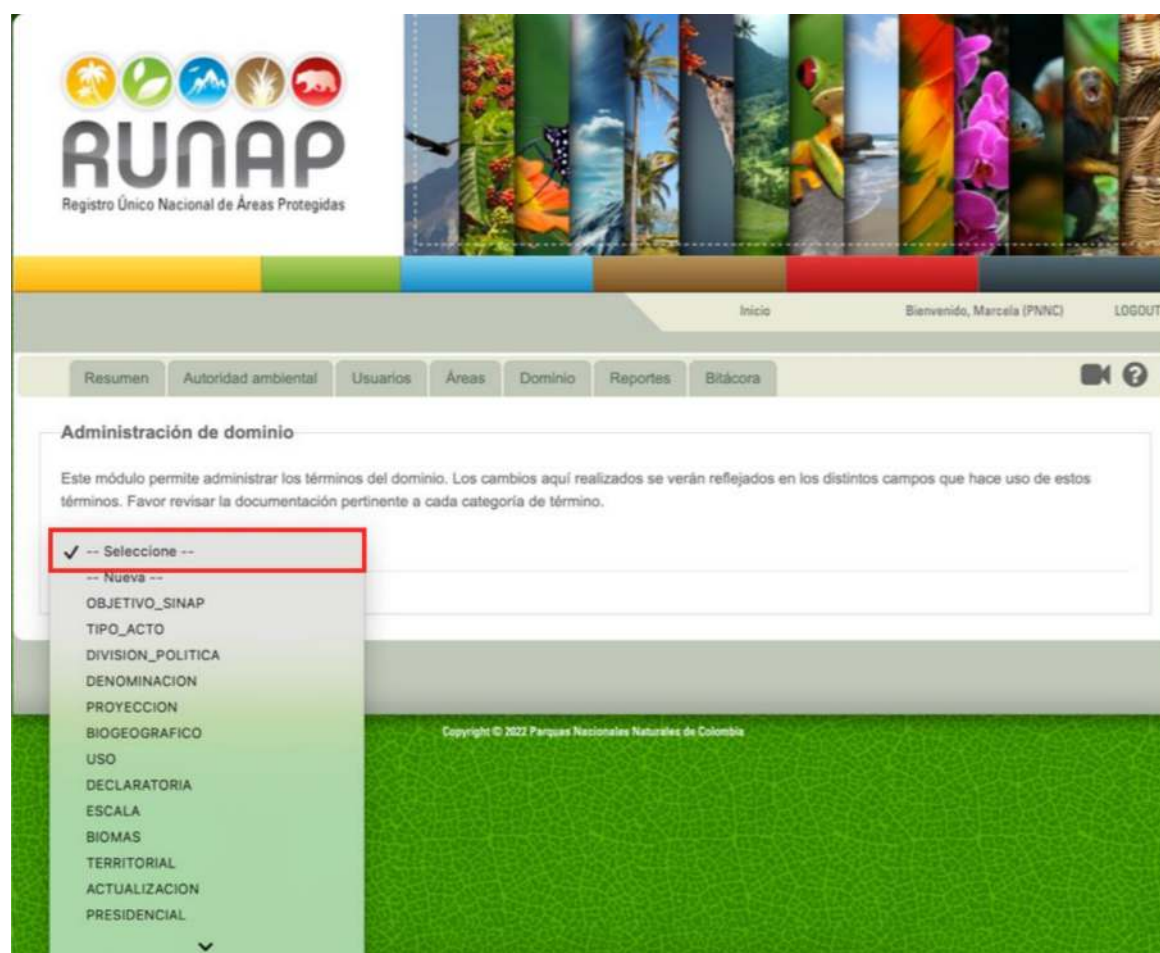 RUNAP
Registro Único Nacional de Áreas Protegidas
Inicio Bienvenido, Marcela (PNNC) LOGOUT
Resumen Autoridad ambiental Usuarios Áreas Dominio Reportes Bitácora
Administración de dominio
Este módulo permite administrar los términos del dominio. Los cambios aquí realizados se verán reflejados en los distintos campos que hace uso de estos
términos. Favor revisar la documentación pertinente a cada categoría de término.
-- Seleccione --
-- Nueva --
OBJETIVO_SINAP
TIPO_ACTO
DIVISION_POLITICA
DENOMINACION
PROYECCION
BIOGEOGRAFICO
USO
DECLARATORIA
ESCALA
BIOMAS
TERRITORIAL
ACTUALIZACION
PRESIDENCIAL
Copyright © 2022 Parques Nacionales Naturales de Colombia